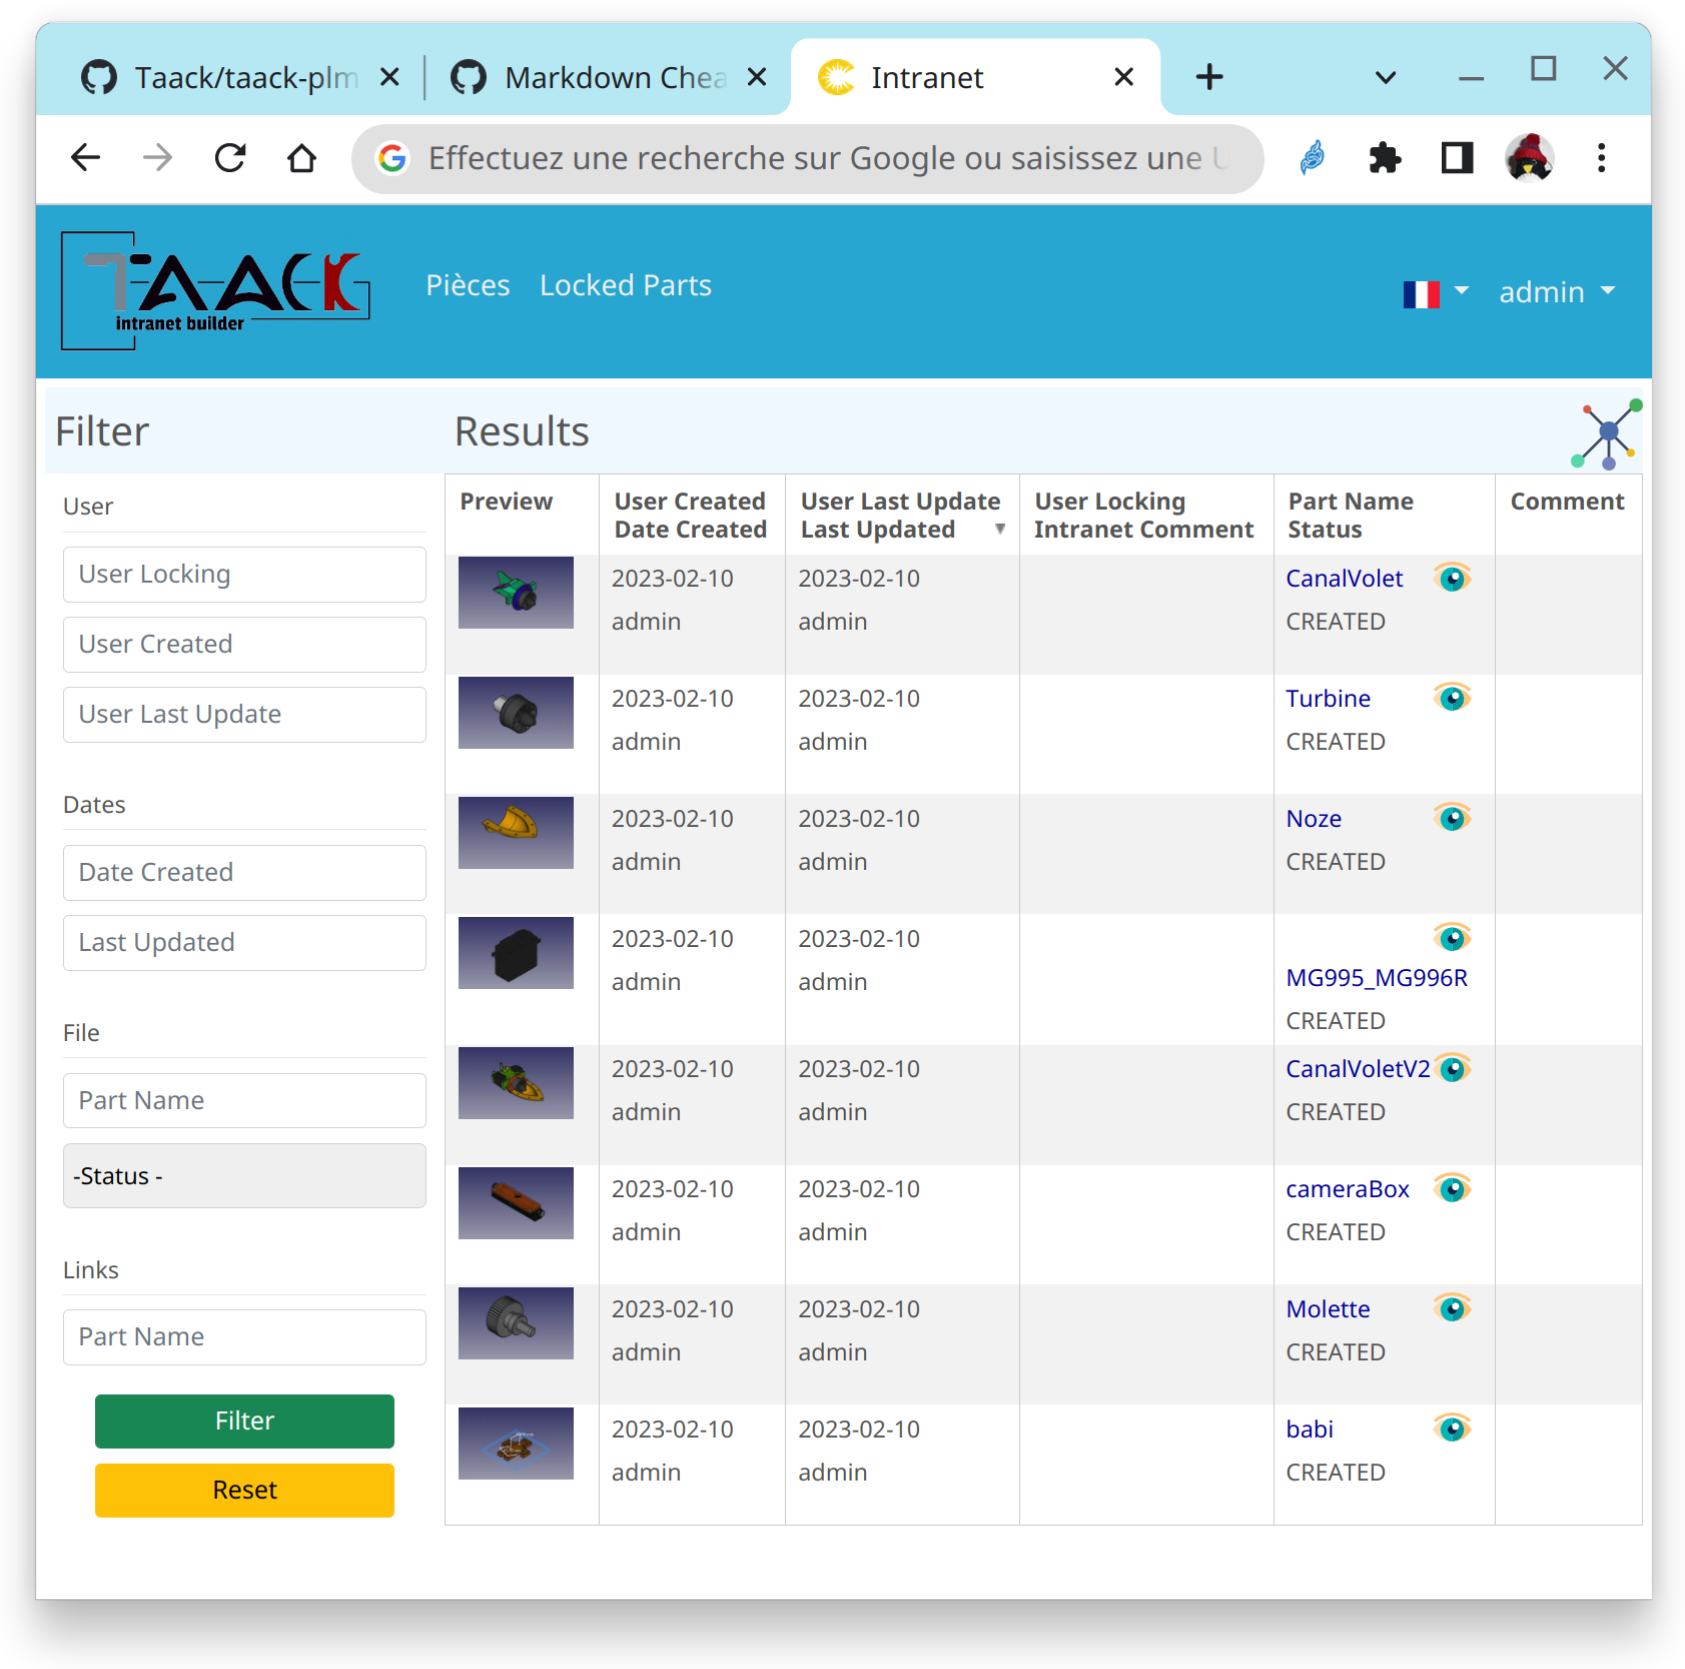 Taack/taack-plm
Markdown Chea
Intranet
Effectuez une recherche sur Google ou saisissez une U
TAACK
intranet builder
Pièces
Locked Parts
admin
Filter
Results
User
User Locking
User Created
User Last Update
Dates
Date Created
Last Updated
File
Part Name
-Status -
Links
Part Name
Filter
Reset
Preview
User Created
Date Created
User Last Update
Last Updated
User Locking
Intranet Comment
Part Name
Status
Comment
2023-02-10
admin
2023-02-10
admin
CanalVolet
CREATED
2023-02-10
admin
2023-02-10
admin
Turbine
CREATED
2023-02-10
admin
2023-02-10
admin
Noze
CREATED
2023-02-10
admin
2023-02-10
admin
MG995_MG996R
CREATED
2023-02-10
admin
2023-02-10
admin
CanalVoletV2
CREATED
2023-02-10
admin
2023-02-10
admin
cameraBox
CREATED
2023-02-10
admin
2023-02-10
admin
Molette
CREATED
2023-02-10
admin
2023-02-10
admin
babi
CREATED